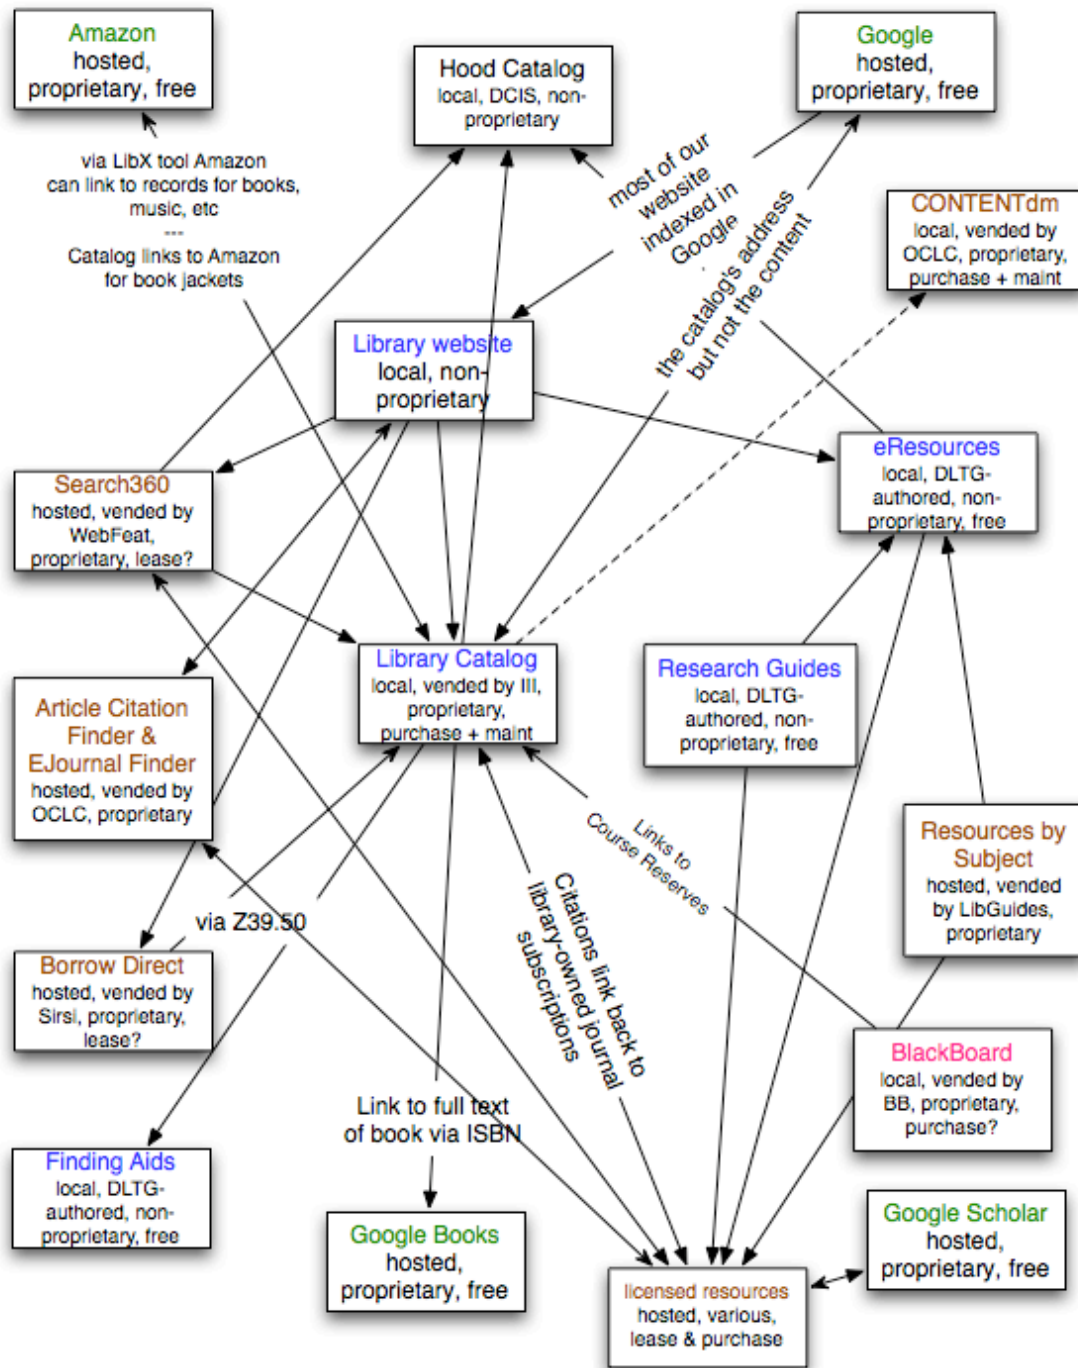 Amazon
hosted,
proprietary, free
Hood Catalog
local, DCIS, non-
proprietary
Google
hosted,
proprietary, free
via LibX tool Amazon
can link to records for books,
music, etc
---
Catalog links to Amazon
for book jackets
most of our
website
indexed in
Google
the catalog's address
but not the content
CONTENTdm
local, vended by
OCLC, proprietary,
purchase + maint
Library website
local, non-
proprietary
eResources
local, DLTG-
authored, non-
proprietary, free
Search360
hosted, vended by
WebFeat,
proprietary, lease?
Library Catalog
local, vended by III,
proprietary,
purchase + maint
Research Guides
local, DLTG-
authored, non-
proprietary, free
Article Citation
Finder &
EJournal Finder
hosted, vended by
OCLC, proprietary
Links to
Course Reserves
Resources by
Subject
hosted, vended
by LibGuides,
proprietary
via Z39.50
Citations link back to
library-owned journal
subscriptions
Borrow Direct
hosted, vended by
Sirsi, proprietary,
lease?
BlackBoard
local, vended by
BB, proprietary,
purchase?
Link to full text
of book via ISBN
Finding Aids
local, DLTG-
authored, non-
proprietary, free
Google Books
hosted,
proprietary, free
Google Scholar
hosted,
proprietary, free
licensed resources
hosted, various,
lease & purchase